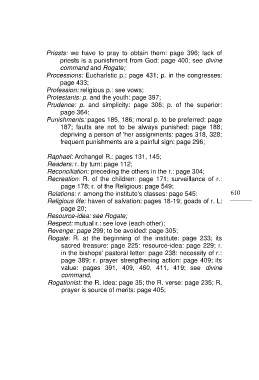 Priests: we have to pray to obtain them: page 396; lack of
priests is a punishment from God: page 400; see divine
command and Rogate;
Processions: Eucharistic p.: page 431; p. in the congresses:
page 433;
Profession: religious p.: see vows;
Protestants: p. and the youth: page 397;
Prudence: p. and simplicity: page 306; p. of the superior:
page 364;
Punishments: pages 185, 186; moral p. to be preferred: page
187; faults are not to be always punished: page 188;
depriving a person of 'her assignments: pages 318, 328;
frequent punishments are a painful sign: page 296;
Raphael: Archangel R.: pages 131, 145;
Readers: r. by turn: page 112;
Reconciliation: preceding the others in the r.: page 304;
Recreation: R. of the children: page 171; surveillance of r.:
page 178; r. of the Religious: page 549;
Relations: r. among the institute's classes: page 545;
610
Religious life: haven of salvation: pages 18-19; goads of r. L:
page 20;
Resource-idea: see Rogate;
Respect: mutual r.: see love (each other);
Revenge: page 299; to be avoided: page 305;
Rogate: R. at the beginning of the institute: page 233; its
sacred treasure: page 225: resource-idea: page 229; r.
in the bishops' pastoral letter: page 238: necessity of r.:
page 389; r. prayer strengthening action: page 409; its
value: pages 391, 409, 460, 411, 419; see divine
command,
Rogationist: the R. idea: page 35; the R. verse: page 235; R.
prayer is source of merits: page 405;